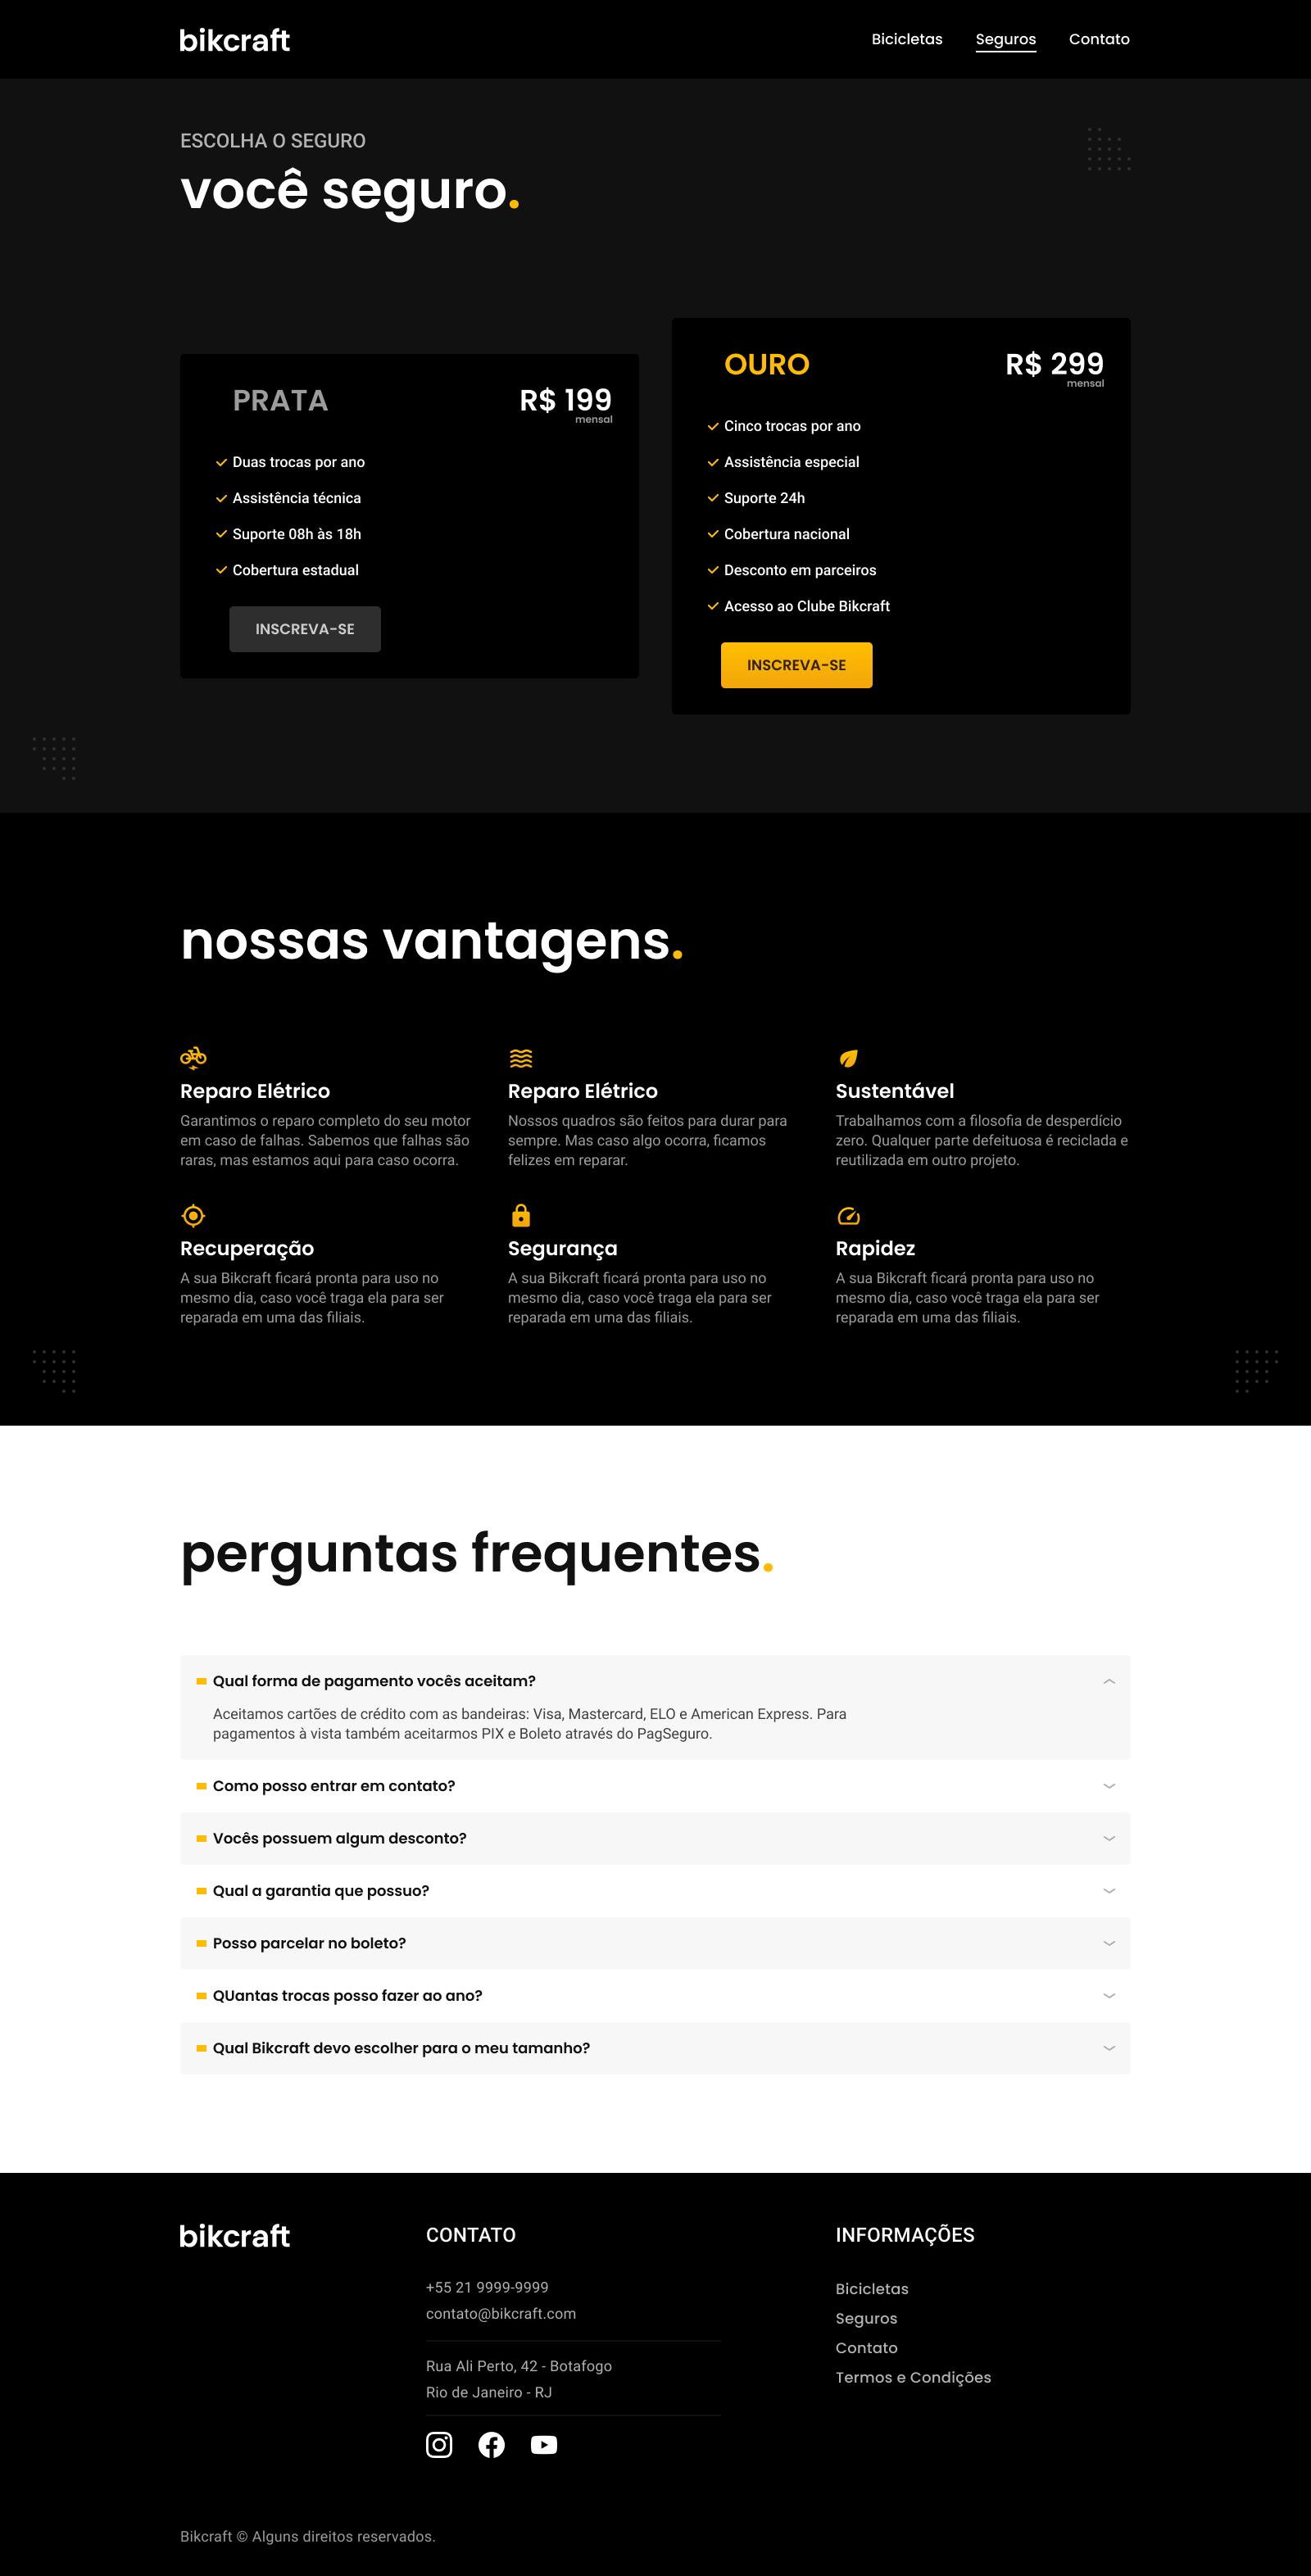 bikcraft
Bicicletas Seguros Contato
ESCOLHA O SEGURO
você seguro.
PRATA
R$ 199
mensal
Duas trocas por ano
Assistência técnica
Suporte 08h às 18h
Cobertura estadual
INSCREVA-SE
OURO
R$ 299
mensal
Cinco trocas por ano
Assistência especial
Suporte 24h
Cobertura nacional
Desconto em parceiros
Acesso ao Clube Bikcraft
INSCREVA-SE
nossas vantagens.
Reparo Elétrico
Garantimos o reparo completo do seu motor
em caso de falhas. Sabemos que falhas são
raras, mas estamos aqui para caso ocorra.
Reparo Elétrico
Nossos quadros são feitos para durar para
sempre. Mas caso algo ocorra, ficamos
felizes em reparar.
Sustentável
Trabalhamos com a filosofia de desperdício
zero. Qualquer parte defeituosa é reciclada e
reutilizada em outro projeto.
Recuperação
A sua Bikcraft ficará pronta para uso no
mesmo dia, caso você traga ela para ser
reparada em uma das filiais.
Segurança
A sua Bikcraft ficará pronta para uso no
mesmo dia, caso você traga ela para ser
reparada em uma das filiais.
Rapidez
A sua Bikcraft ficará pronta para uso no
mesmo dia, caso você traga ela para ser
reparada em uma das filiais.
perguntas frequentes.
Qual forma de pagamento vocês aceitam?
Aceitamos cartões de crédito com as bandeiras: Visa, Mastercard, ELO e American Express. Para
pagamentos à vista também aceitarmos PIX e Boleto através do PagSeguro.
Como posso entrar em contato?
Vocês possuem algum desconto?
Qual a garantia que possuo?
Posso parcelar no boleto?
QUantas trocas posso fazer ao ano?
Qual Bikcraft devo escolher para o meu tamanho?
bikcraft
CONTATO
+55 21 9999-9999
contato@bikcraft.com
Rua Ali Perto, 42 - Botafogo
Rio de Janeiro - RJ
INFORMAÇÕES
Bicicletas
Seguros
Contato
Termos e Condições
Bikcraft © Alguns direitos reservados.